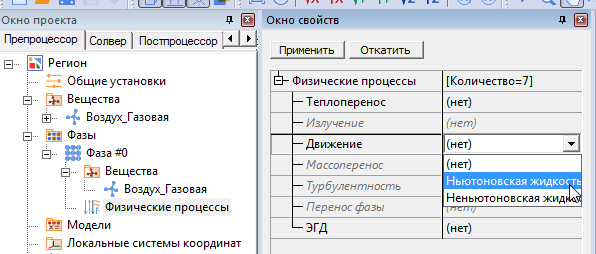 Окно проекта
Препроцессор Солвер Постпроцессор
Регион
Общие установки
Вещества
Воздух_Газовая
Фазы
Фаза #0
Вещества
Воздух_Газовая
Физические процессы
Модели
Локальные системы координат
Окно свойств
Применить Откатить
Физические процессы [Количество=7]
Теплоперенос (нет)
Излучение (нет)
Движение (нет)
Массоперенос (нет)
Турбулентность Ньютоновская жидкость
Перенос фазы Неньютоновская
(нет)
ЭГД (нет)